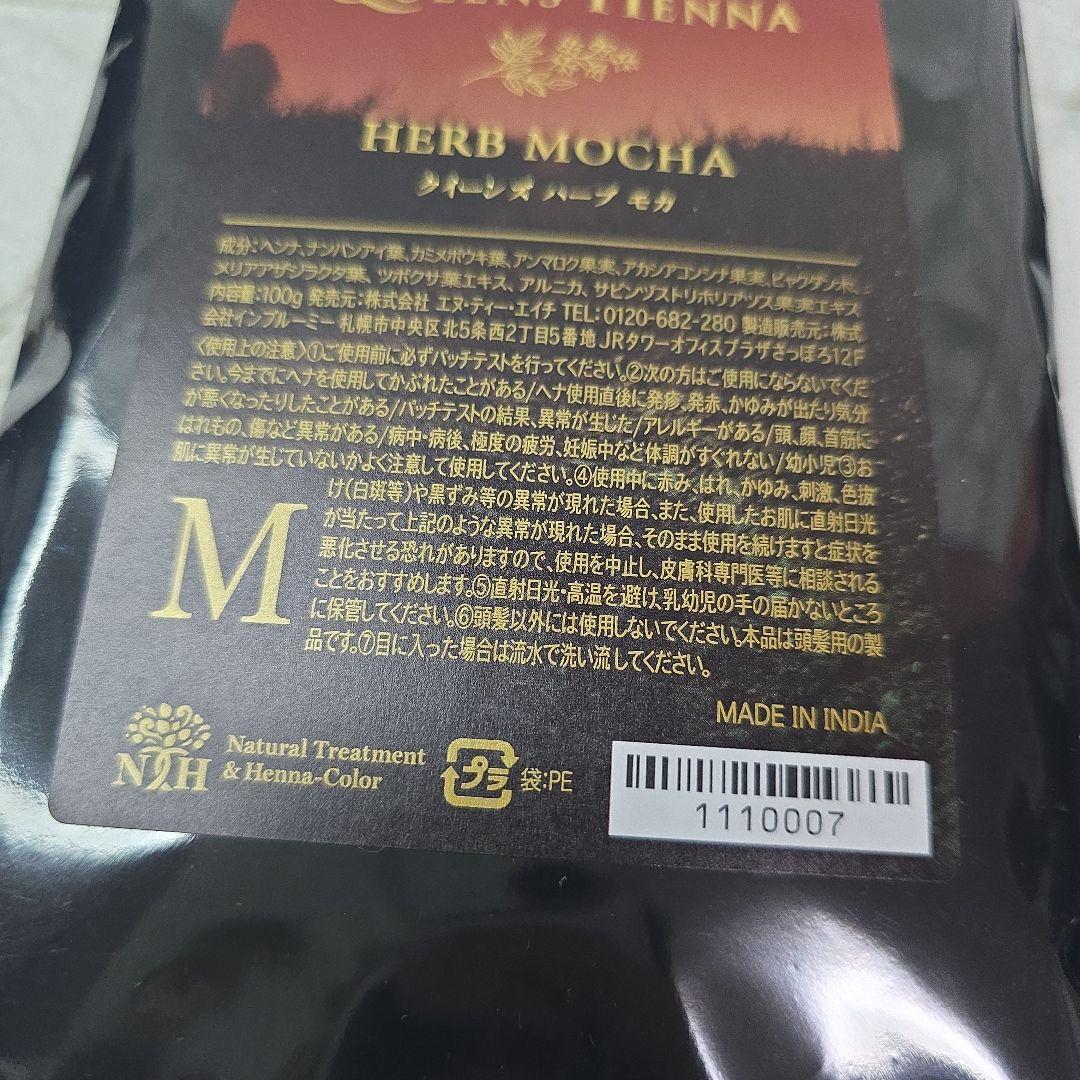 QUEENS HENNA
HERB MOCHA
クイーンズ ハーブ モカ
成分:ヘンナ、ナンバンアイ葉、カミメボウキ葉、アンマロク果実、アカシアコンシナ果実、ビャクダン木、
メリアアザジラクタ葉、ツボクサ葉エキス、アルニカ、サピンヅストリホリアツス果実エキス
内容量:100g 発売元:株式会社 エヌ・ティー・エイチ TEL:0120-682-280 製造販売元:株式
会社インブルーミー 札幌市中央区北5条西2丁目5番地 JRタワーオフィスプラザさっぽろ12F
〈使用上の注意〉①ご使用前に必ずパッチテストを行ってください。②次の方はご使用にならないでくだ
さい。今までにヘナを使用してかぶれたことがある/ヘナ使用直後に発疹、発赤、かゆみが出たり気分
が悪くなったりしたことがある/パッチテストの結果、異常が生じた/アレルギーがある/頭、顔、首筋に
はれもの、傷など異常がある/病中・病後、極度の疲労、妊娠中など体調がすぐれない/幼小児③お
肌に異常が生じていないかよく注意して使用してください。④使用中に赤み、はれ、かゆみ、刺激、色抜
け(白斑等)や黒ずみ等の異常が現れた場合、また、使用したお肌に直射日光
が当たって上記のような異常が現れた場合、そのまま使用を続けますと症状を
悪化させる恐れがありますので、使用を中止し、皮膚科専門医等に相談される
ことをおすすめします。⑤直射日光・高温を避け、乳幼児の手の届かないところ
に保管してください。⑥頭髪以外には使用しないでください。本品は頭髪用の製
品です。⑦目に入った場合は流水で洗い流してください。
M
MADE IN INDIA
NTH
Natural Treatment
& Henna-Color
プラ
袋:PE
1110007